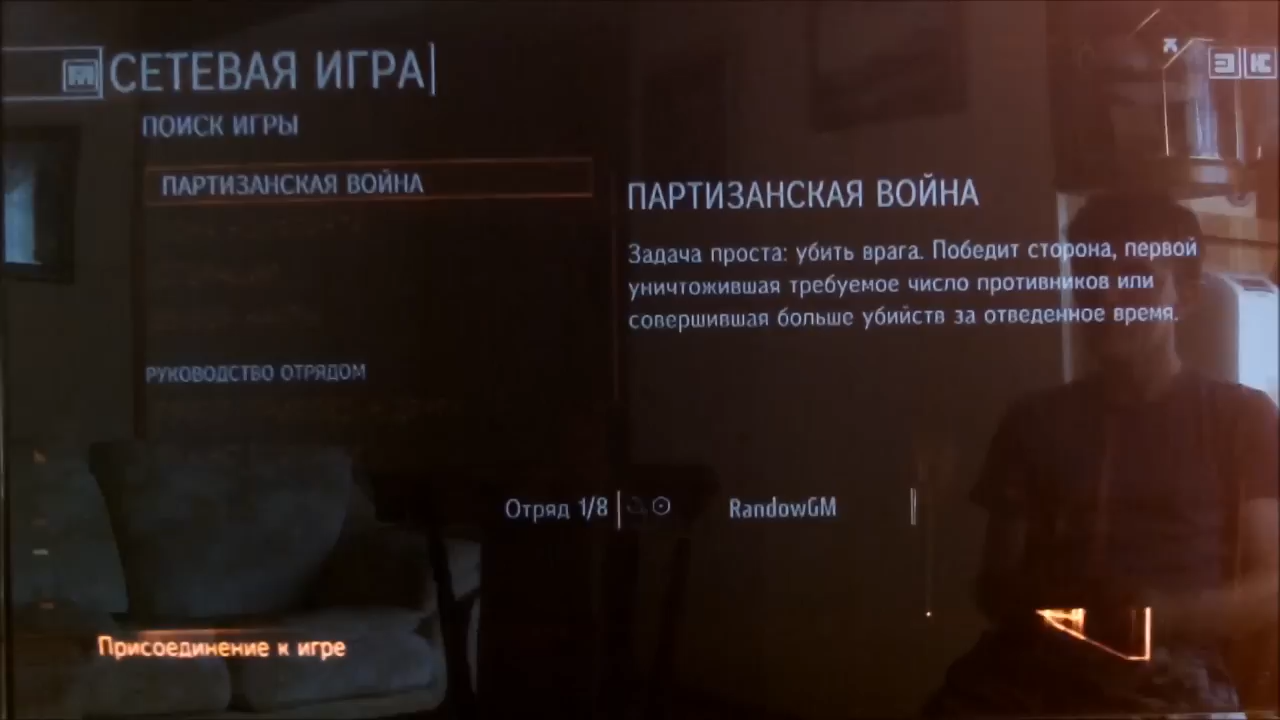 СЕТЕВАЯ ИГРА
ПОИСК ИГРЫ
ПАРТИЗАНСКАЯ ВОЙНА
РУКОВОДСТВО ОТРЯДОМ
ПАРТИЗАНСКАЯ ВОЙНА
Задача проста: убить врага. Победит сторона, первой
уничтожившая требуемое число противников или
совершившая больше убийств за отведенное время.
Отряд 1/8
RandowGM
Присоединение к игре